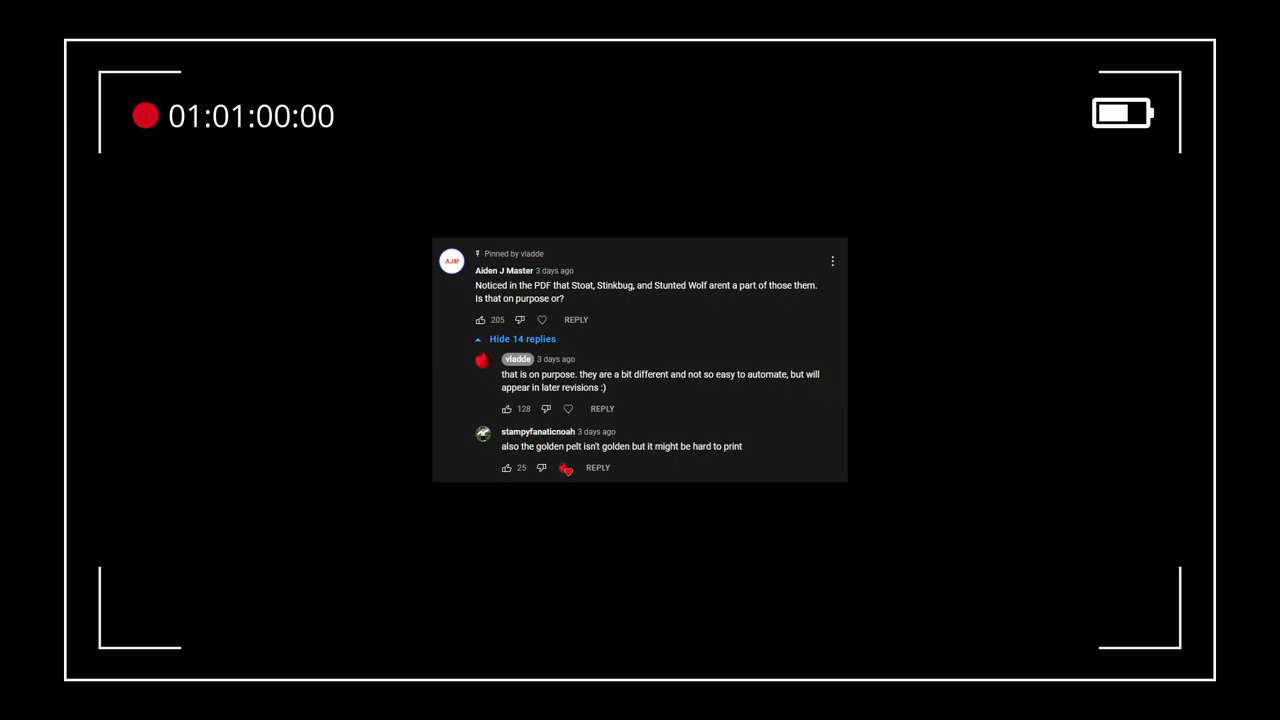 01:01:00:00
Pinned by vladde
AJM
Aiden J Master 3 days ago
Noticed in the PDF that Stoat, Stinkbug, and Stunted Wolf arent a part of those them.
Is that on purpose or?
205 REPLY
Hide 14 replies
vladde 3 days ago
that is on purpose. they are a bit different and not so easy to automate, but will
appear in later revisions :)
128 REPLY
stampyfanaticnoah 3 days ago
also the golden pelt isn't golden but it might be hard to print
25 REPLY